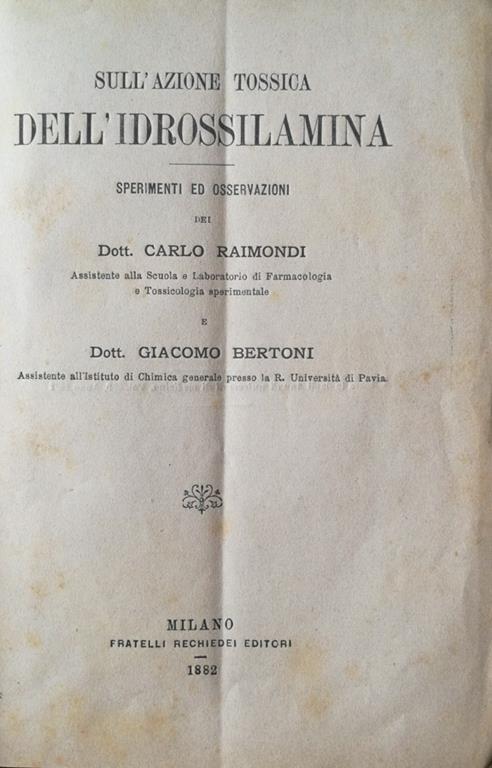 SULL'AZIONE TOSSICA
DELL'IDROSSILAMINA
SPERIMENTI ED OSSERVAZIONI
DEI
Dott. CARLO RAIMONDI
Assistente alla Scuola e Laboratorio di Farmacologia
e Tossicologia sperimentale
E
Dott. GIACOMO BERTONI
Assistente all'Istituto di Chimica generale presso la R. Università di Pavia.
MILANO
FRATELLI RECHIEDEI EDITORI
1882